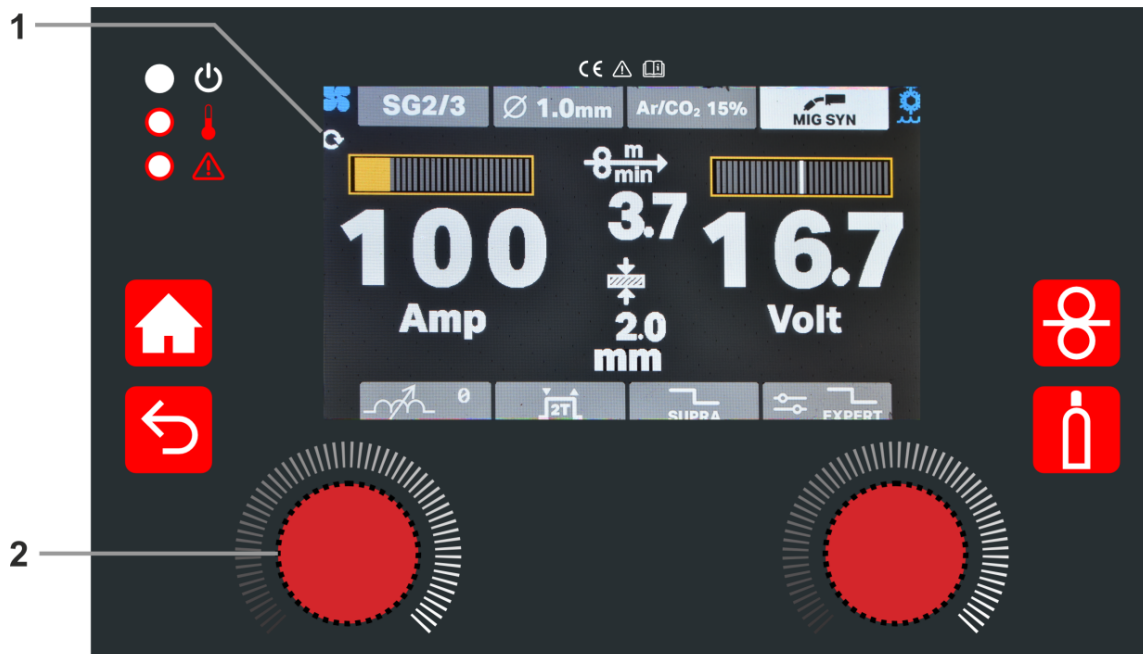 1
CE
SG2/3
Ø 1.0mm
Ar/CO₂ 15%
MIG SYN
m
min
3.7
100
16.7
Amp
Volt
2.0
mm
0
2T
SUPRA
EXPERT
2